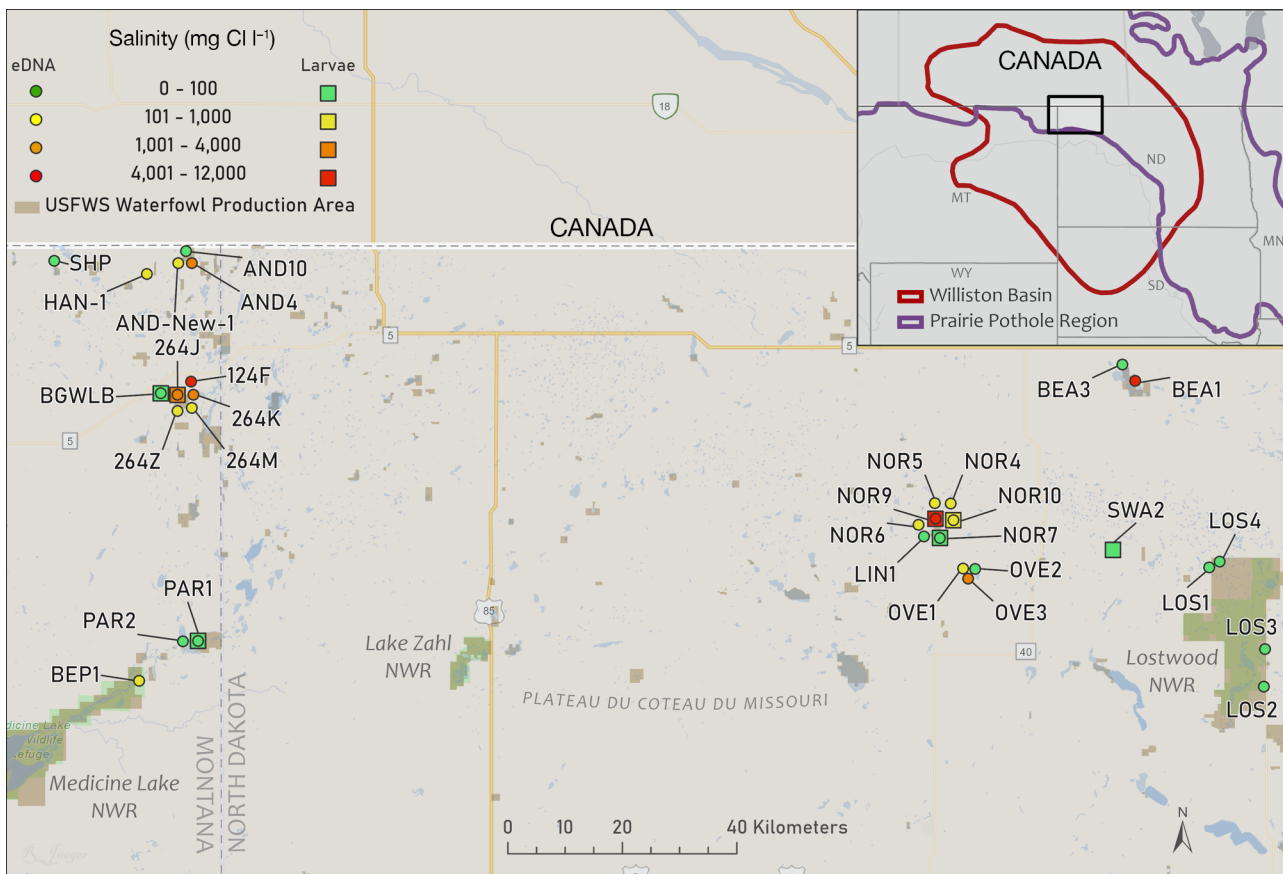 Salinity (mg Cl l⁻¹)
eDNA
Larvae
0 - 100
101 - 1,000
1,001 - 4,000
4,001 - 12,000
USFWS Waterfowl Production Area
18
CANADA
CANADA
MT
ND
MN
WY
SD
Williston Basin
Prairie Pothole Region
SHP
AND10
HAN-1
AND4
AND-New-1
264J
124F
BGWLB
264K
264Z
264M
5
5
5
BEA3
BEA1
NOR5
NOR4
NOR9
NOR10
NOR6
NOR7
LIN1
OVE2
OVE1
OVE3
SWA2
LOS4
LOS1
LOS3
LOS2
PAR1
PAR2
BEP1
85
40
Lake Zahl
NWR
Lostwood
NWR
PLATEAU DU COTEAU DU MISSOURI
dicine Lake
Wildlife
efuge
Medicine Lake
NWR
MONTANA
NORTH DAKOTA
0 10 20 40 Kilometers
N
R. Jaeger